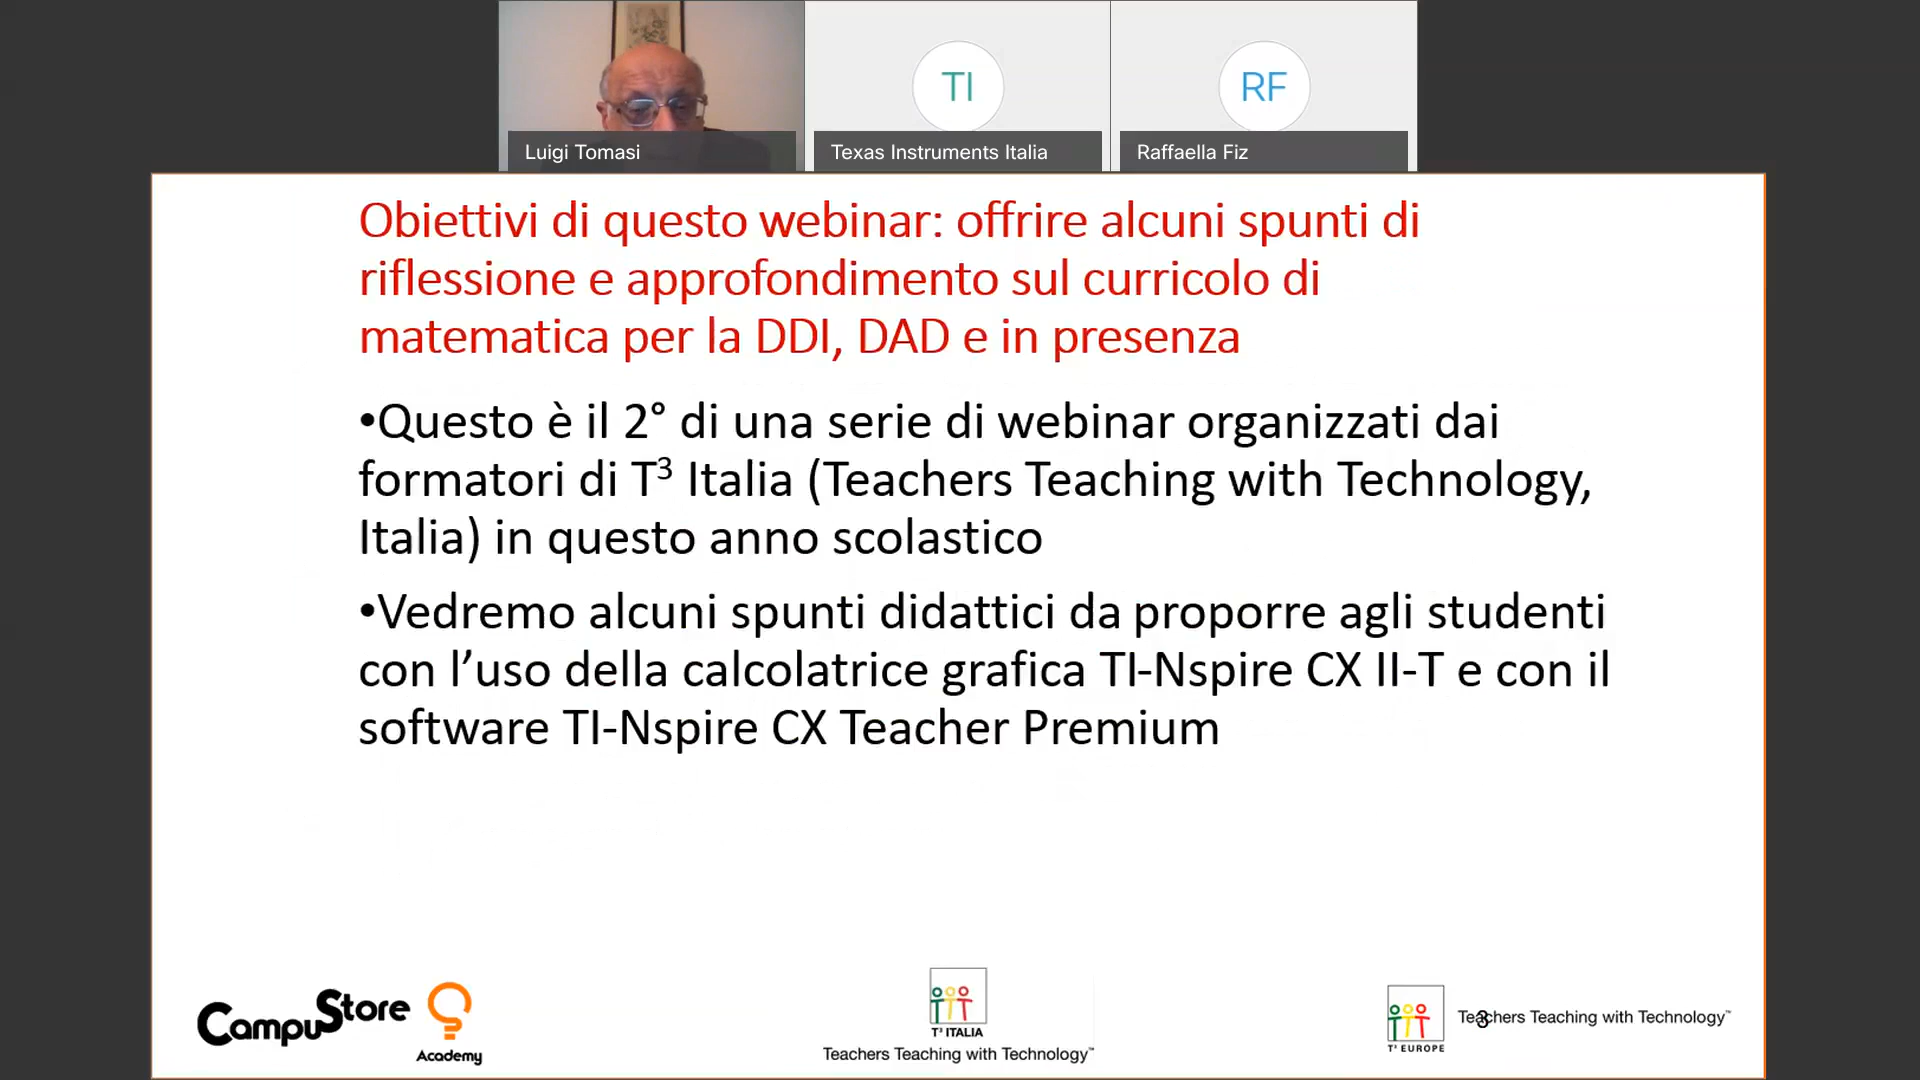 TI
RF
Luigi Tomasi
Texas Instruments Italia
Raffaella Fiz
Obiettivi di questo webinar: offrire alcuni spunti di
riflessione e approfondimento sul curricolo di
matematica per la DDI, DAD e in presenza
•Questo è il 2° di una serie di webinar organizzati dai
formatori di T³ Italia (Teachers Teaching with Technology,
Italia) in questo anno scolastico
•Vedremo alcuni spunti didattici da proporre agli studenti
con l’uso della calcolatrice grafica TI-Nspire CX II-T e con il
software TI-Nspire CX Teacher Premium
CampuStore
Academy
T³ ITALIA
Teachers Teaching with Technology™
T³ EUROPE
Teachers Teaching with Technology™
3